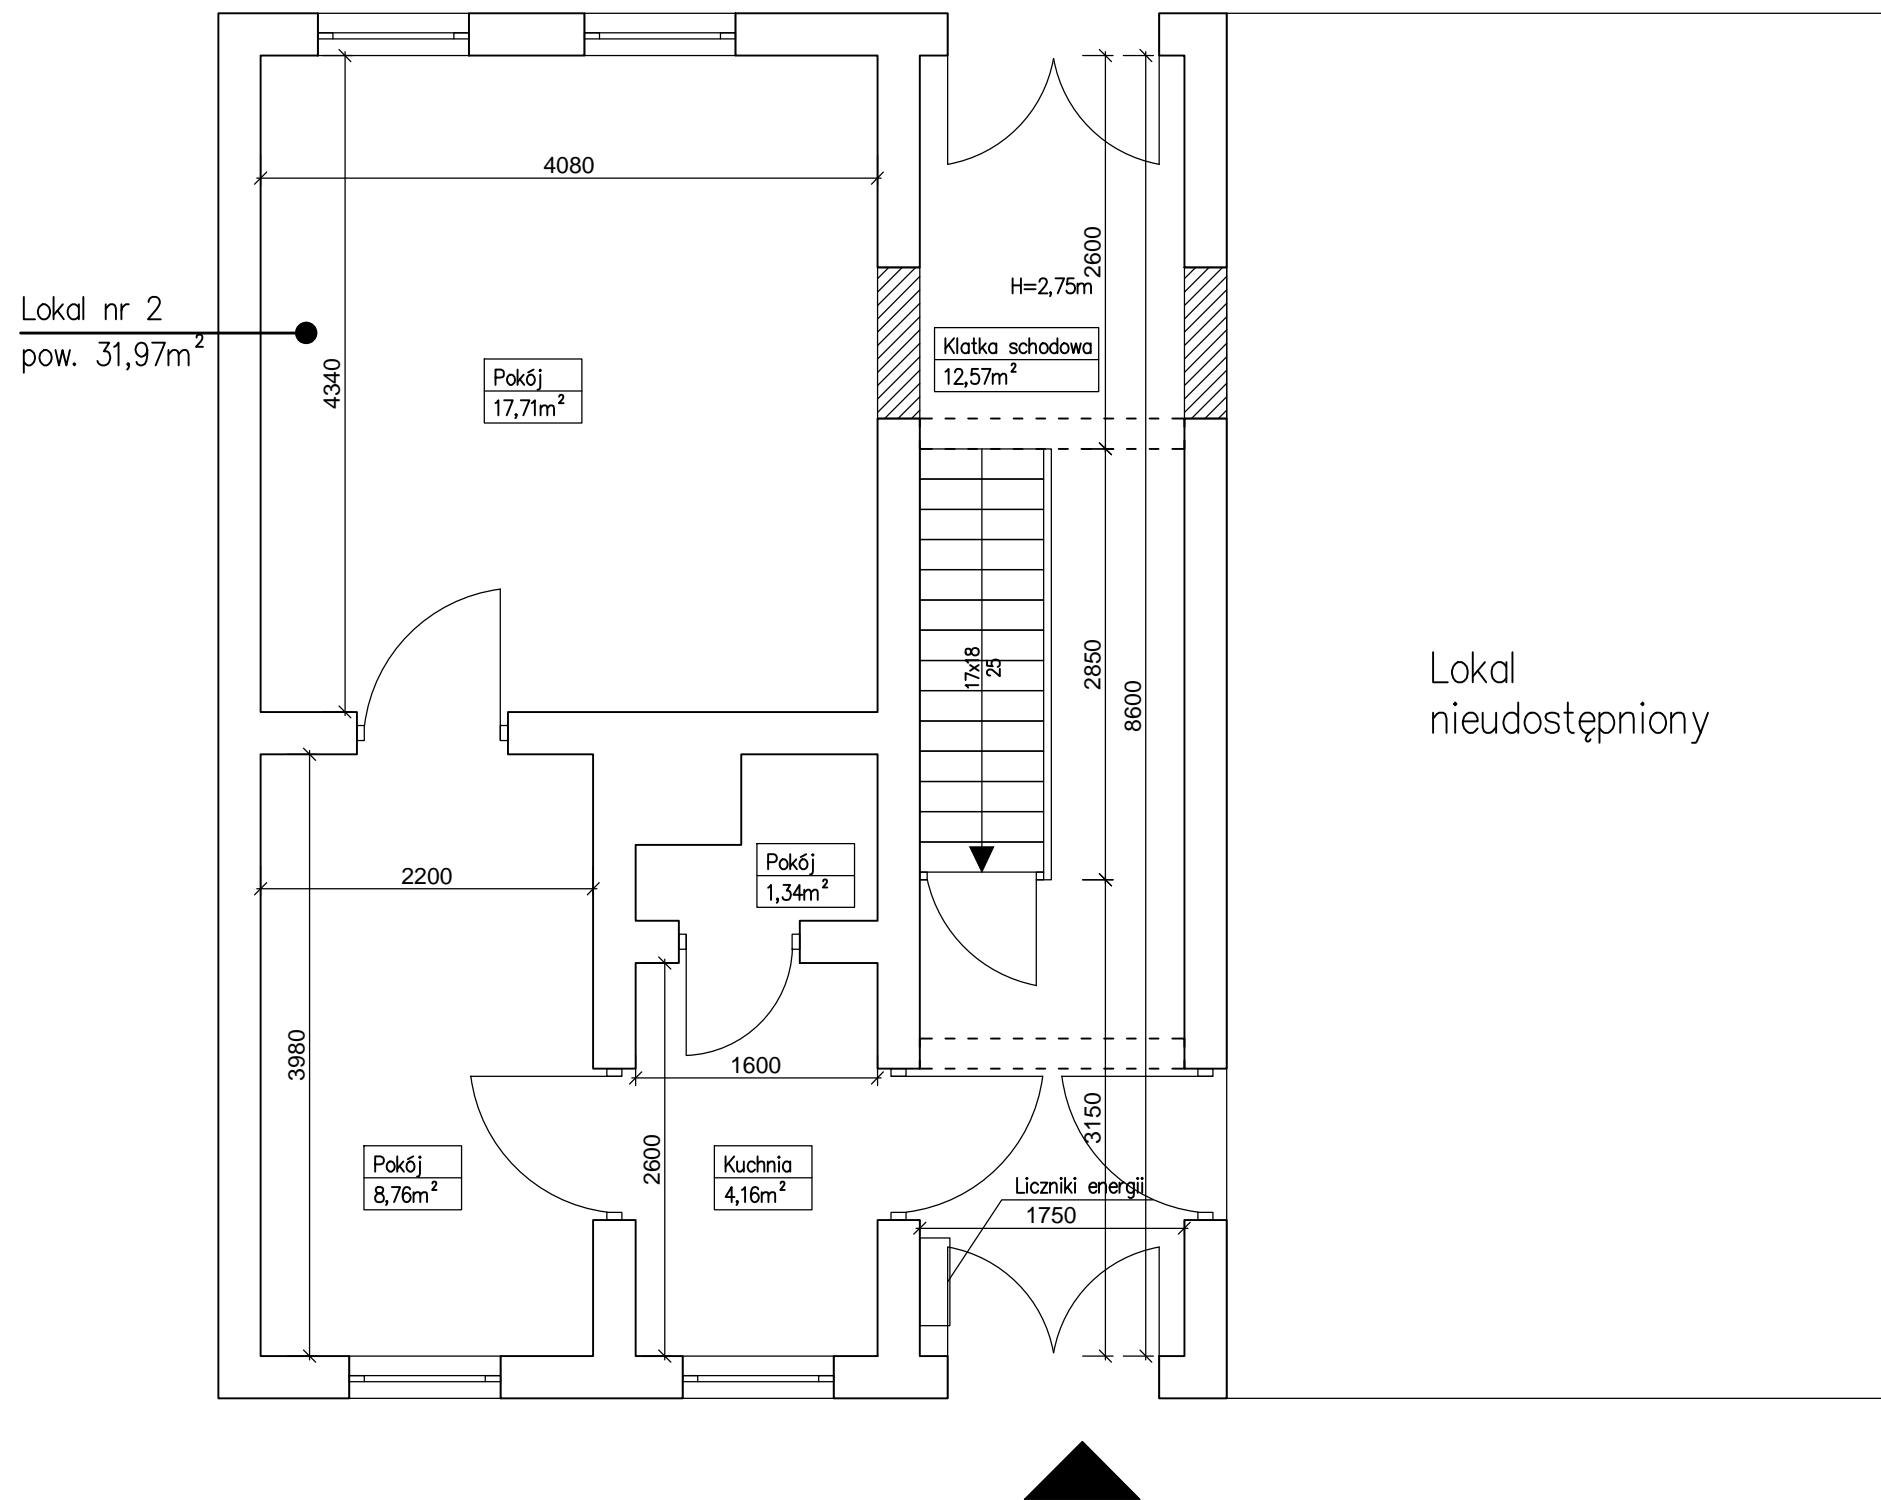 4080
2600
H=2,75m
Lokal nr 2
pow. 31,97m²
Klatka schodowa
12,57m²
4340
Pokój
17,71m²
17x18
25
2850
8600
Lokal
nieudostępniony
Pokój
1,34m²
2200
3980
1600
3150
2600
Pokój
8,76m²
Kuchnia
4,16m²
Liczniki energii
1750